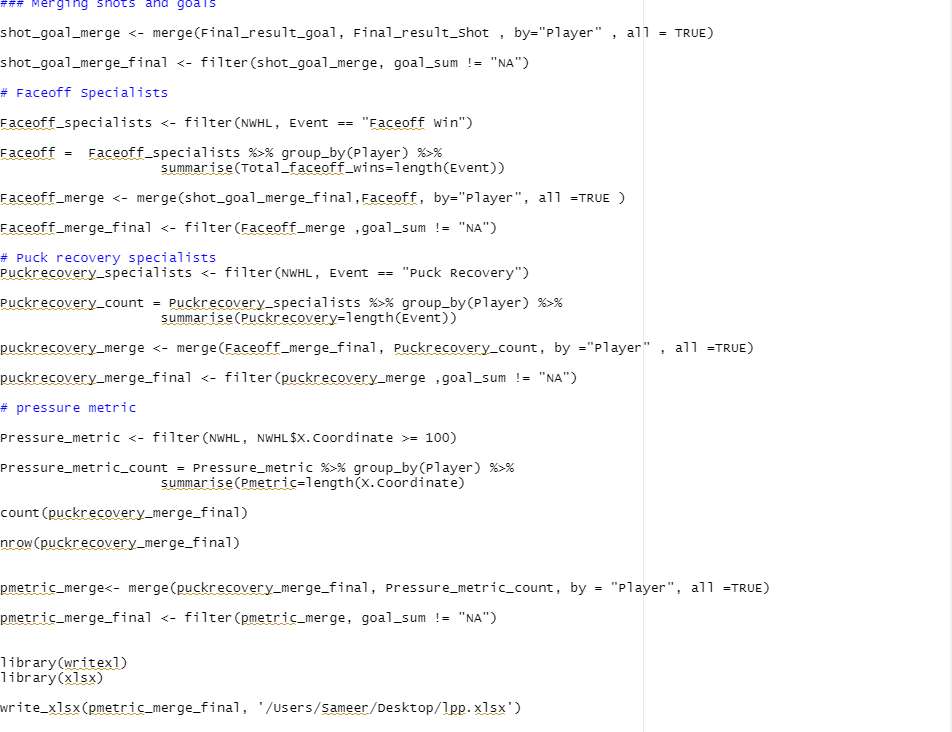 ### Merging shots and goals
shot_goal_merge <- merge(Final_result_goal, Final_result_Shot , by="Player" , all = TRUE)
shot_goal_merge_final <- filter(shot_goal_merge, goal_sum != "NA")
# Faceoff Specialists
Faceoff_specialists <- filter(NWHL, Event == "Faceoff Win")
Faceoff =  Faceoff_specialists %>% group_by(Player) %>%
summarise(Total_faceoff_wins=length(Event))
Faceoff_merge <- merge(shot_goal_merge_final,Faceoff, by="Player", all =TRUE )
Faceoff_merge_final <- filter(Faceoff_merge ,goal_sum != "NA")
# Puck recovery specialists
Puckrecovery_specialists <- filter(NWHL, Event == "Puck Recovery")
Puckrecovery_count = Puckrecovery_specialists %>% group_by(Player) %>%
summarise(Puckrecovery=length(Event))
puckrecovery_merge <- merge(Faceoff_merge_final, Puckrecovery_count, by ="Player" , all =TRUE)
puckrecovery_merge_final <- filter(puckrecovery_merge ,goal_sum != "NA")
# pressure metric
Pressure_metric <- filter(NWHL, NWHL$X.Coordinate >= 100)
Pressure_metric_count = Pressure_metric %>% group_by(Player) %>%
summarise(Pmetric=length(X.Coordinate)
count(puckrecovery_merge_final)
nrow(puckrecovery_merge_final)
pmetric_merge<- merge(puckrecovery_merge_final, Pressure_metric_count, by = "Player", all =TRUE)
pmetric_merge_final <- filter(pmetric_merge, goal_sum != "NA")
library(writexl)
library(xlsx)
write_xlsx(pmetric_merge_final, '/Users/Sameer/Desktop/lpp.xlsx')